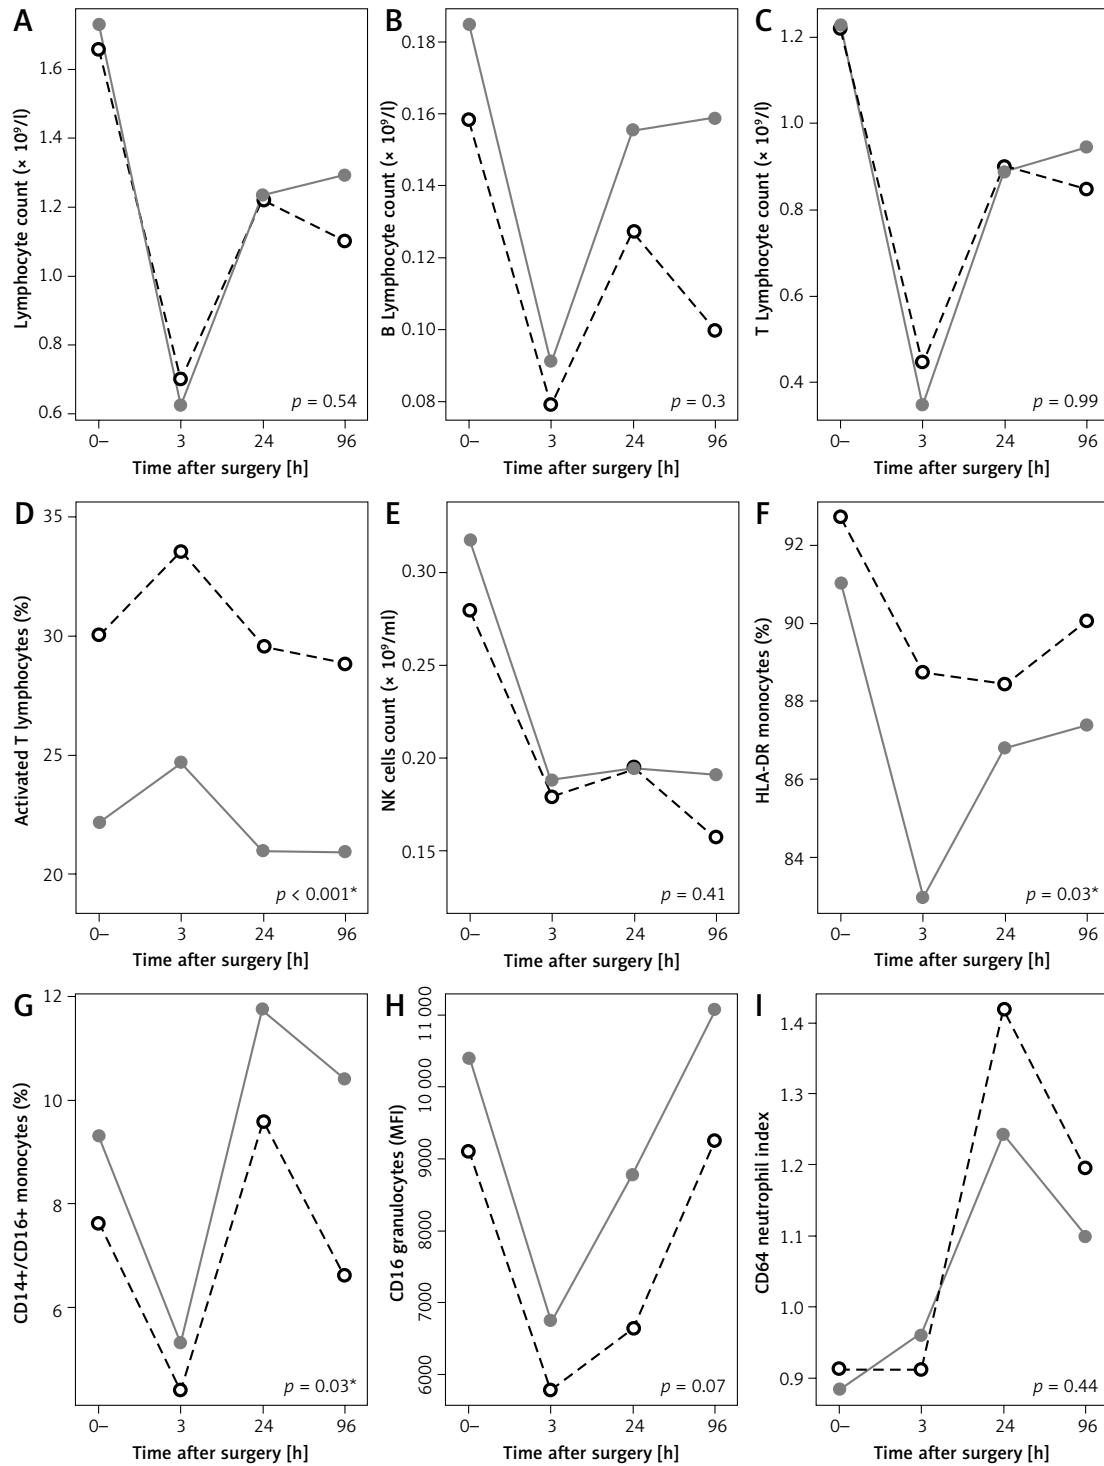 A
Lymphocyte count (× 10⁹/l)
1.6
1.4
1.2
1.0
0.8
0.6
p = 0.54
0– 3 24 96
Time after surgery [h]
B
B Lymphocyte count (× 10⁹/l)
0.18
0.16
0.14
0.12
0.10
0.08
p = 0.3
0– 3 24 96
Time after surgery [h]
C
T Lymphocyte count (× 10⁹/l)
1.2
1.0
0.8
0.6
0.4
p = 0.99
0– 3 24 96
Time after surgery [h]
D
Activated T lymphocytes (%)
35
30
25
20
p < 0.001*
0– 3 24 96
Time after surgery [h]
E
NK cells count (× 10⁹/ml)
0.30
0.25
0.20
0.15
p = 0.41
0– 3 24 96
Time after surgery [h]
F
HLA-DR monocytes (%)
92
90
88
86
84
p = 0.03*
0– 3 24 96
Time after surgery [h]
G
CD14+/CD16+ monocytes (%)
12
10
8
6
p = 0.03*
0– 3 24 96
Time after surgery [h]
H
CD16 granulocytes (MFI)
11 000
10 000
9000
8000
7000
6000
p = 0.07
0– 3 24 96
Time after surgery [h]
I
CD64 neutrophil index
1.4
1.3
1.2
1.1
1.0
0.9
p = 0.44
0– 3 24 96
Time after surgery [h]